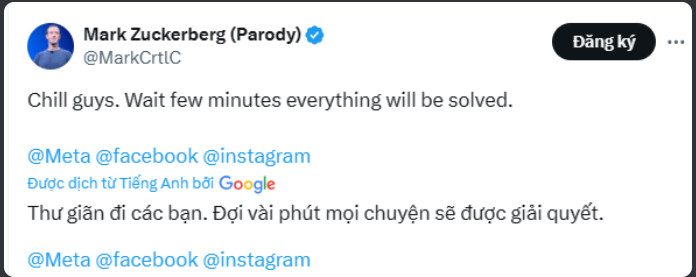 Mark Zuckerberg (Parody)
@MarkCrtlC
Đăng ký
Chill guys. Wait few minutes everything will be solved.
@Meta @facebook @instagram
Được dịch từ Tiếng Anh bởi Google
Thư giãn đi các bạn. Đợi vài phút mọi chuyện sẽ được giải quyết.
@Meta @facebook @instagram